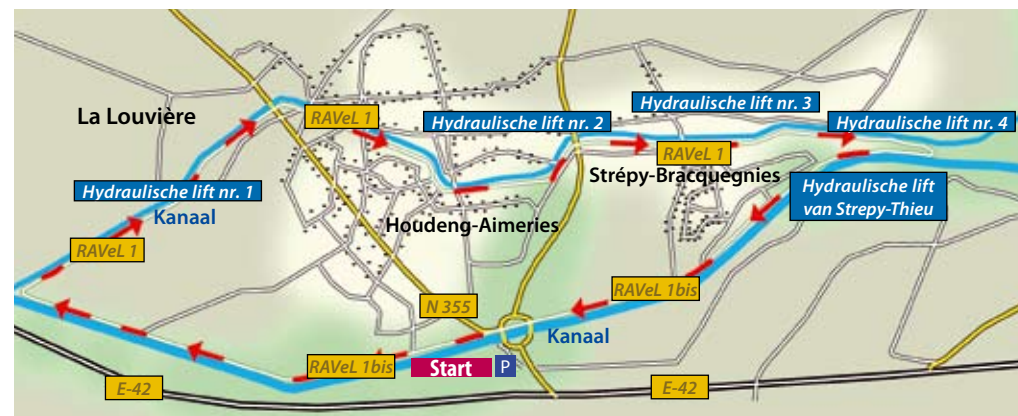 Hydraulische lift nr. 3
La Louvière
RAVeL 1
Hydraulische lift nr. 2
Hydraulische lift nr. 4
RAVeL 1
Strépy-Bracquegnies
Hydraulische lift nr. 1
Kanaal
Hydraulische lift
van Strepy-Thieu
Houdeng-Aimeries
RAVeL 1
RAVeL 1bis
N 355
Kanaal
RAVeL 1bis
Start
P
E-42
E-42